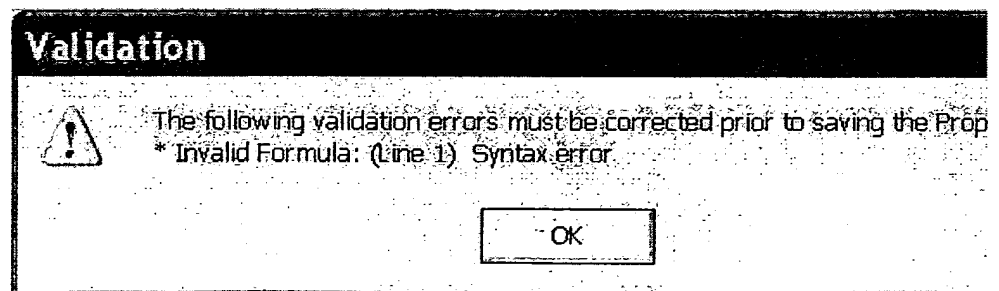 Validation
The following validation errors must be corrected prior to saving the Prop
* Invalid Formula: (Line 1) Syntax error
OK